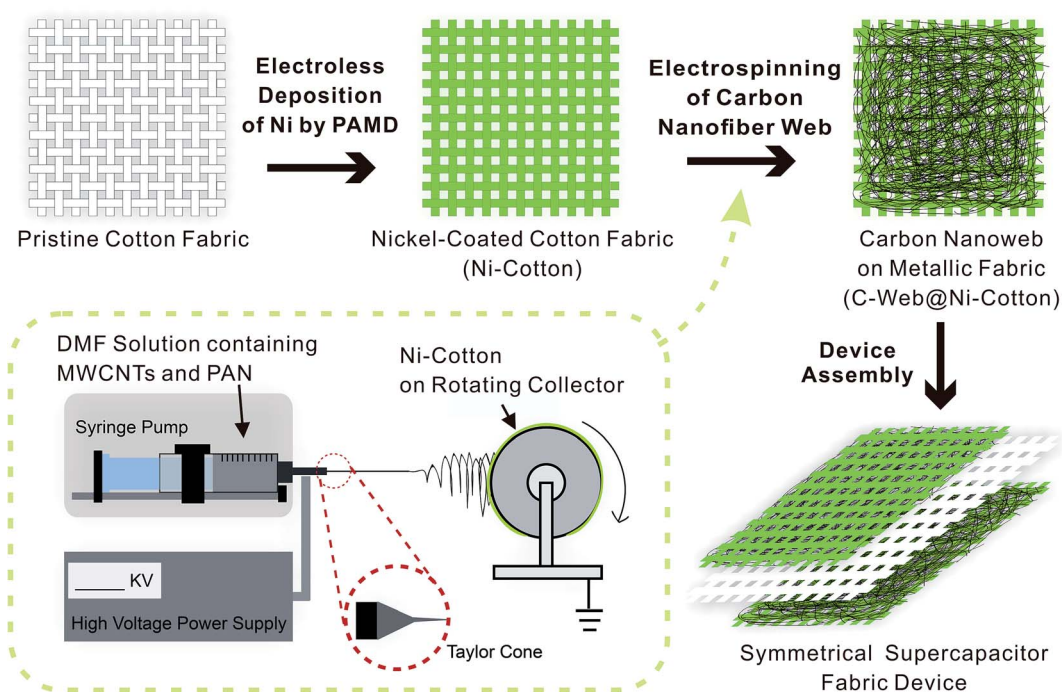 Electroless
Deposition
of Ni by PAMD
Electrospinning
of Carbon
Nanofiber Web
Pristine Cotton Fabric
Nickel-Coated Cotton Fabric
(Ni-Cotton)
Carbon Nanoweb
on Metallic Fabric
(C-Web@Ni-Cotton)
DMF Solution containing
MWCNTs and PAN
Ni-Cotton
on Rotating Collector
Syringe Pump
KV
High Voltage Power Supply
Taylor Cone
Device
Assembly
Symmetrical Supercapacitor
Fabric Device